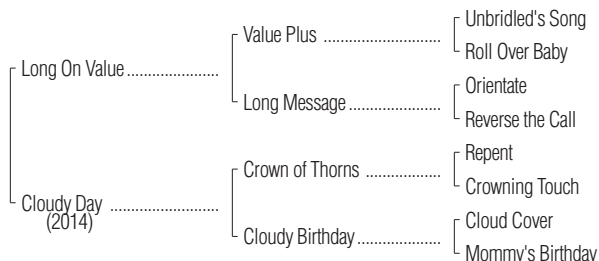 Unbridled's Song
Value Plus ..........................
Roll Over Baby
Long On Value .......................
Orientate
Long Message .....................
Reverse the Call
Repent
Crown of Thorns .....................
Crowning Touch
Cloudy Day ..........................
(2014)
Cloud Cover
Cloudy Birthday .......................
Mommy's Birthday